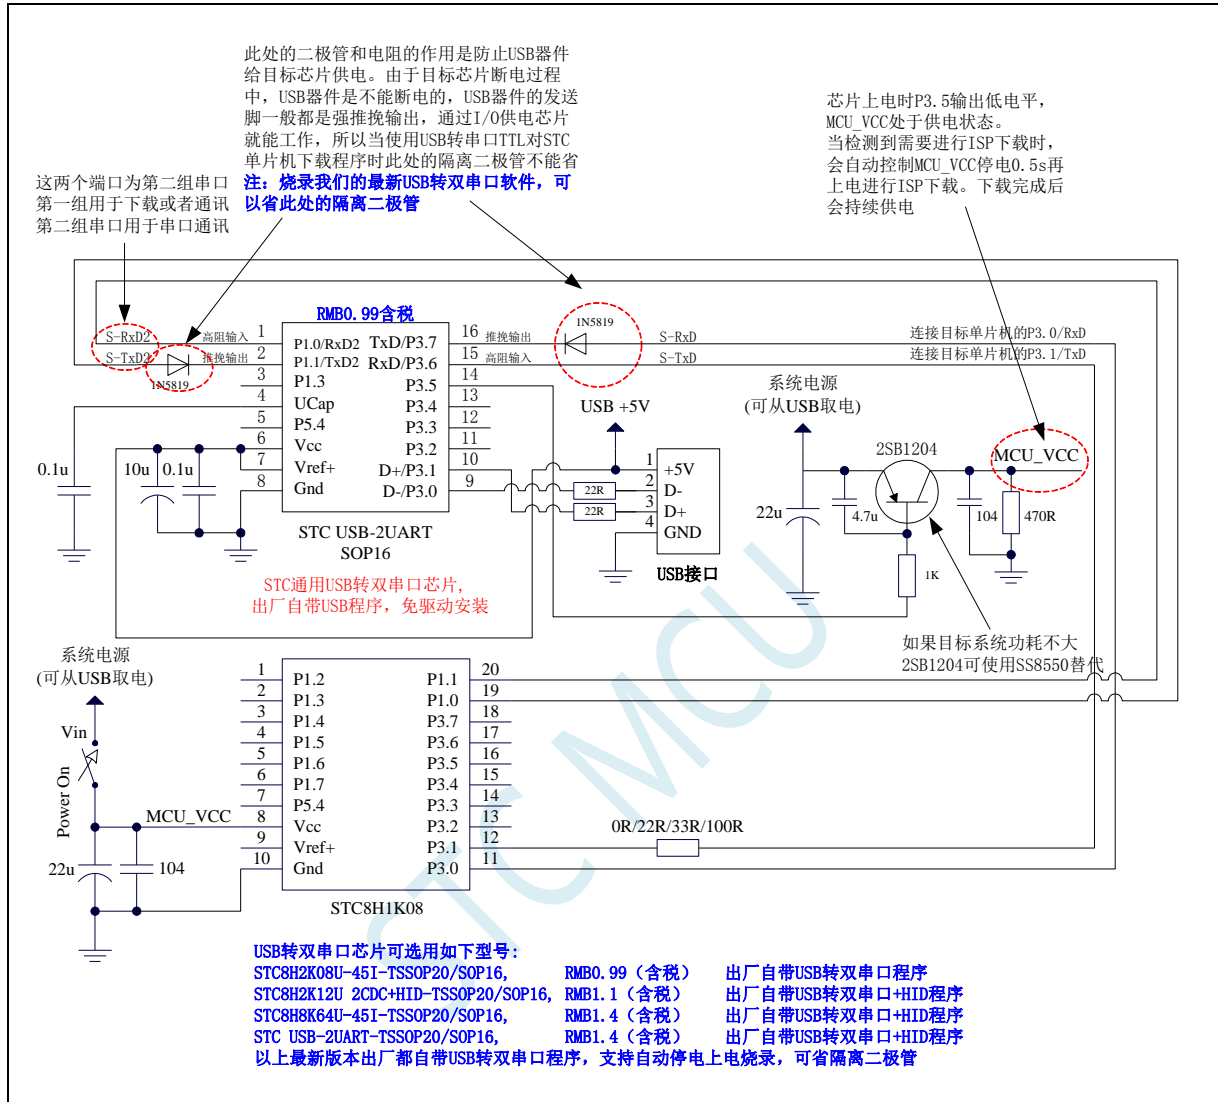 此处的二极管和电阻的作用是防止USB器件
给目标芯片供电。由于目标芯片断电过程
中，USB器件是不能断电的，USB器件的发送
脚一般都是强推挽输出，通过I/O供电芯片
就能工作，所以当使用USB转串口TTL对STC
单片机下载程序时此处的隔离二极管不能省
注：烧录我们的最新USB转双串口软件，可
以省此处的隔离二极管
芯片上电时P3.5输出低电平，
MCU_VCC处于供电状态。
当检测到需要进行ISP下载时，
会自动控制MCU_VCC停电0.5s再
上电进行ISP下载。下载完成后
会持续供电
这两个端口为第二组串口
第一组用于下载或者通讯
第二组串口用于串口通讯
RMB0.99含税
S-RxD2 高阻输入 1 P1.0/RxD2 TxD/P3.7 16 推挽输出 1N5819 S-RxD 连接目标单片机的P3.0/RxD
S-TxD2 1N5819 推挽输出 2 P1.1/TxD2 RxD/P3.6 15 高阻输入 S-TxD 连接目标单片机的P3.1/TxD
3 P1.3 P3.5 14
4 UCap P3.4 13
5 P5.4 P3.3 12
6 Vcc P3.2 11
7 Vref+ D+/P3.1 10
8 Gnd D-/P3.0 9
0.1u 10u 0.1u
STC USB-2UART
SOP16
STC通用USB转双串口芯片，
出厂自带USB程序，免驱动安装
USB +5V
22R
22R
1 +5V
2 D-
3 D+
4 GND
USB接口
系统电源
(可从USB取电)
2SB1204
MCU_VCC
22u 4.7u 104 470R
1K
如果目标系统功耗不大
2SB1204可使用SS8550替代
系统电源
(可从USB取电)
Vin
Power On
MCU_VCC
22u 104
1 P1.2 P1.1 20
2 P1.3 P1.0 19
3 P1.4 P3.7 18
4 P1.5 P3.6 17
5 P1.6 P3.5 16
6 P1.7 P3.4 15
7 P5.4 P3.3 14
8 Vcc P3.2 13
9 Vref+ P3.1 12
10 Gnd P3.0 11
0R/22R/33R/100R
STC8H1K08
STC MCU
USB转双串口芯片可选用如下型号：
STC8H2K08U-45I-TSSOP20/SOP16, RMB0.99（含税） 出厂自带USB转双串口程序
STC8H2K12U 2CDC+HID-TSSOP20/SOP16, RMB1.1（含税） 出厂自带USB转双串口+HID程序
STC8H8K64U-45I-TSSOP20/SOP16, RMB1.4（含税） 出厂自带USB转双串口+HID程序
STC USB-2UART-TSSOP20/SOP16, RMB1.4（含税） 出厂自带USB转双串口+HID程序
以上最新版本出厂都自带USB转双串口程序，支持自动停电上电烧录，可省隔离二极管